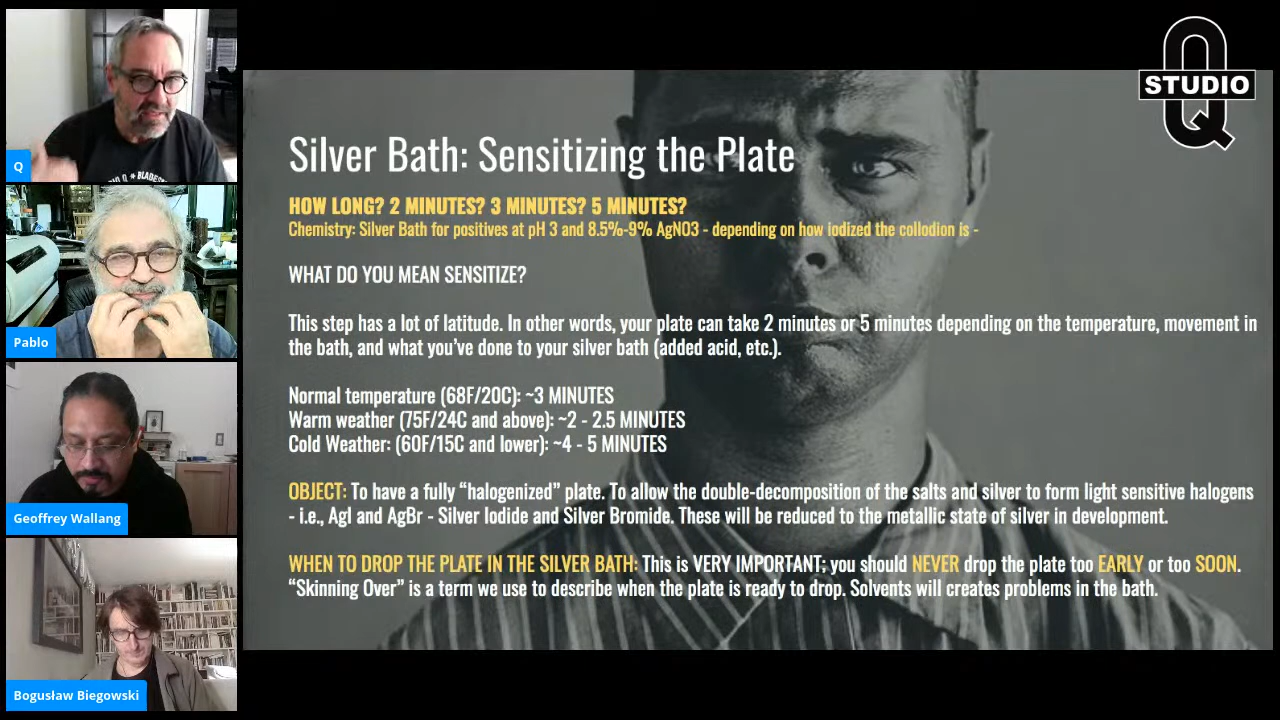 STUDIO
Q
Q
Pablo
Geoffrey Wallang
Bogusław Biegowski
Silver Bath: Sensitizing the Plate
HOW LONG? 2 MINUTES? 3 MINUTES? 5 MINUTES?
Chemistry: Silver Bath for positives at pH 3 and 8.5%-9% AgNO3 - depending on how iodized the collodion is -
WHAT DO YOU MEAN SENSITIZE?
This step has a lot of latitude. In other words, your plate can take 2 minutes or 5 minutes depending on the temperature, movement in
the bath, and what you've done to your silver bath (added acid, etc.).
Normal temperature (68F/20C): ~3 MINUTES
Warm weather (75F/24C and above): ~2 - 2.5 MINUTES
Cold Weather: (60F/15C and lower): ~4 - 5 MINUTES
OBJECT: To have a fully “halogenized” plate. To allow the double-decomposition of the salts and silver to form light sensitive halogens
- i.e., AgI and AgBr - Silver Iodide and Silver Bromide. These will be reduced to the metallic state of silver in development.
WHEN TO DROP THE PLATE IN THE SILVER BATH: This is VERY IMPORTANT; you should NEVER drop the plate too EARLY or too SOON.
“Skinning Over” is a term we use to describe when the plate is ready to drop. Solvents will creates problems in the bath.